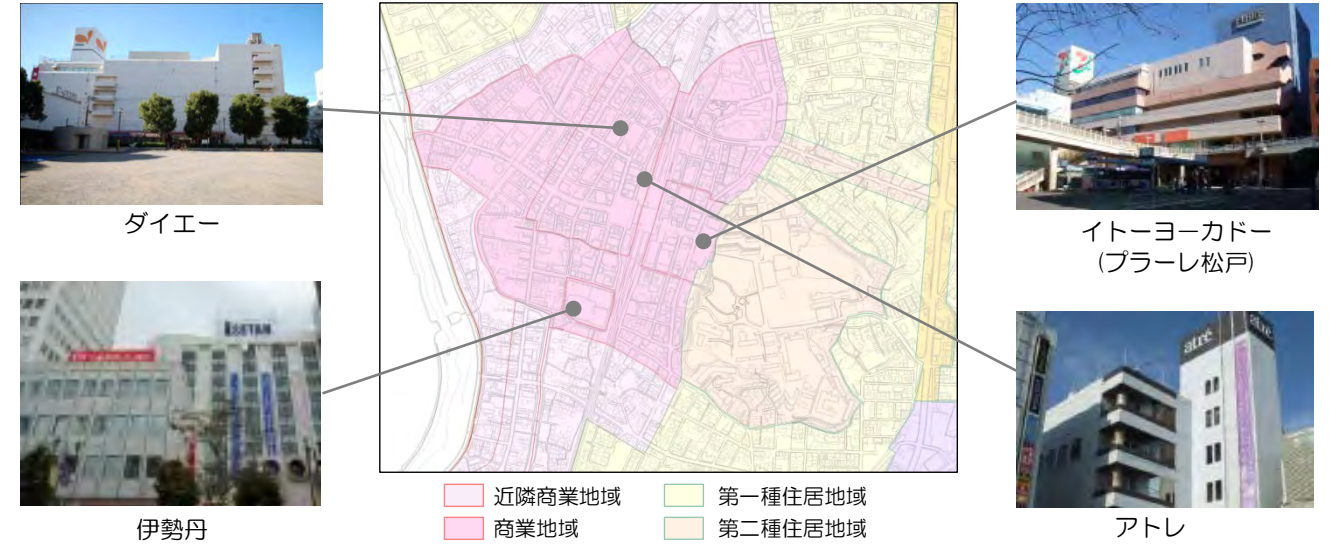 ダイエー
イトーヨーカドー
(プラーレ松戸)
ISETAN
atré
atré
伊勢丹
近隣商業地域
第一種住居地域
商業地域
第二種住居地域
アトレ